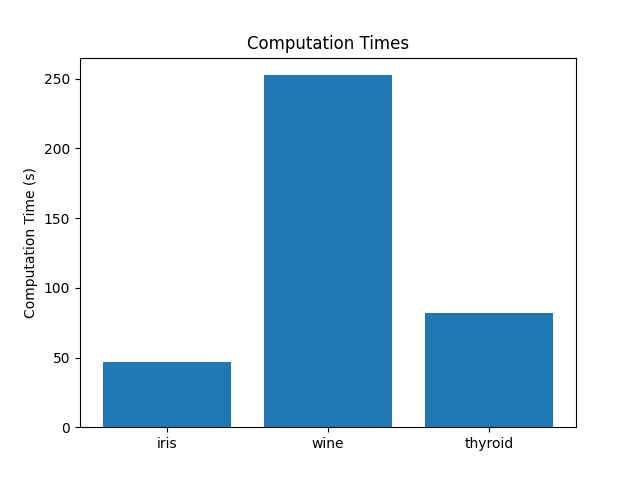 Computation Times
Computation Time (s)
250
200
150
100
50
0
iris
wine
thyroid